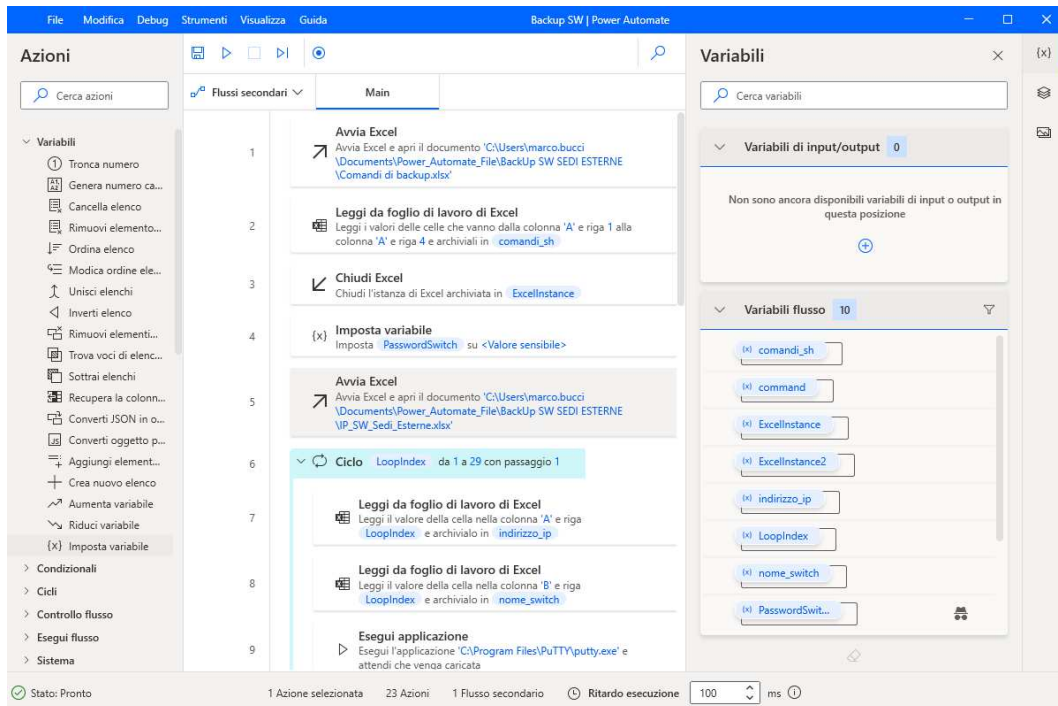 File Modifica Debug Strumenti Visualizza Guida
Backup SW | Power Automate
Azioni
Cerca azioni
Variabili
Tronca numero
Genera numero ca...
Cancella elenco
Rimuovi elemento...
Ordina elenco
Modica ordine ele...
Unisci elenchi
Inverti elenco
Rimuovi elementi...
Trova voci di elenc...
Sottrai elenchi
Recupera la colonn...
Converti JSON in o...
Converti oggetto p...
Aggiungi element...
Crea nuovo elenco
Aumenta variabile
Riduci variabile
{x} Imposta variabile
Condizionali
Cicli
Controllo flusso
Esegui flusso
Sistema
Flussi secondari
Main
1
Avvia Excel
Avvia Excel e apri il documento 'C:\Users\marco.bucci
\Documents\Power_Automate_File\BackUp SW SEDI ESTERNE
\Comandi di backup.xlsx'
2
Leggi da foglio di lavoro di Excel
Leggi i valori delle celle che vanno dalla colonna 'A' e riga 1 alla
colonna 'A' e riga 4 e archiviali in comandi_sh
3
Chiudi Excel
Chiudi l'istanza di Excel archiviata in ExcelInstance
4
{x} Imposta variabile
Imposta PasswordSwitch su <Valore sensibile>
5
Avvia Excel
Avvia Excel e apri il documento 'C:\Users\marco.bucci
\Documents\Power_Automate_File\BackUp SW SEDI ESTERNE
\IP_SW_Sedi_Esterne.xlsx'
6
Ciclo LoopIndex da 1 a 29 con passaggio 1
7
Leggi da foglio di lavoro di Excel
Leggi il valore della cella nella colonna 'A' e riga
LoopIndex e archivialo in indirizzo_ip
8
Leggi da foglio di lavoro di Excel
Leggi il valore della cella nella colonna 'B' e riga
LoopIndex e archivialo in nome_switch
9
Esegui applicazione
Esegui l'applicazione 'C:\Program Files\PuTTY\putty.exe' e
attendi che venga caricata
Variabili
{x}
Cerca variabili
Variabili di input/output 0
Non sono ancora disponibili variabili di input o output in
questa posizione
Variabili flusso 10
(x) comandi_sh
(x) command
(x) ExcelInstance
(x) ExcelInstance2
(x) indirizzo_ip
(x) LoopIndex
(x) nome_switch
(x) PasswordSwit...
Stato: Pronto
1 Azione selezionata
23 Azioni
1 Flusso secondario
Ritardo esecuzione
100
ms